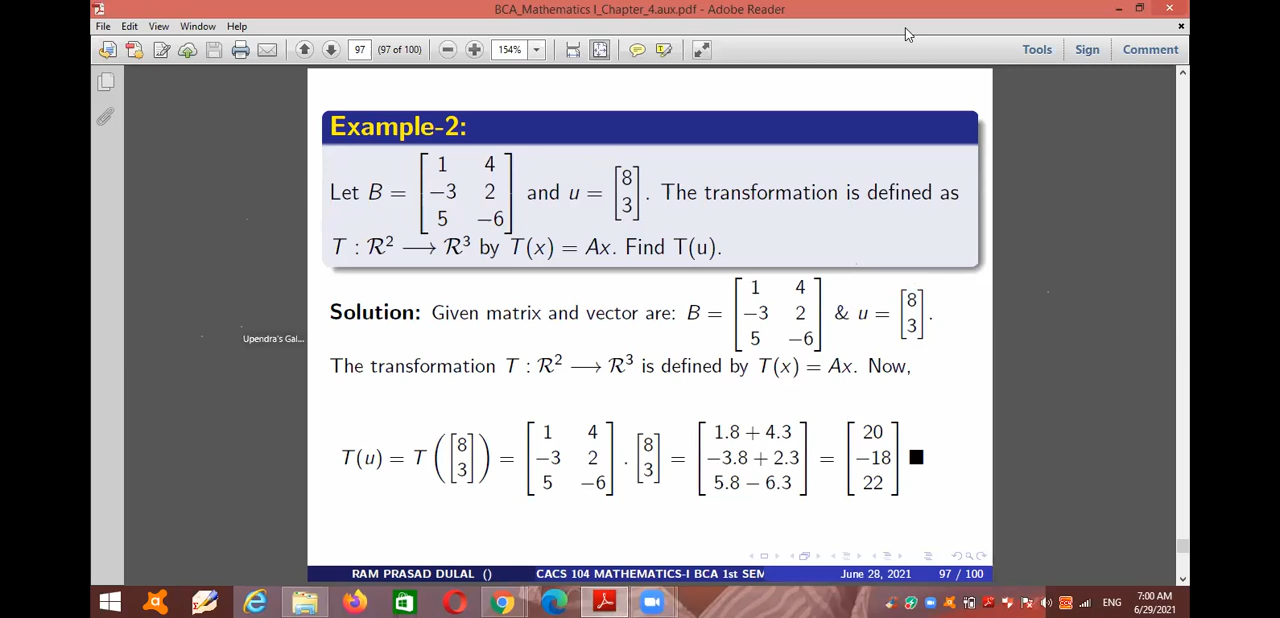 BCA_Mathematics I_Chapter_4.aux.pdf - Adobe Reader
File Edit View Window Help
97 (97 of 100) 154% Tools Sign Comment
Example-2:
Let B = [1 4; −3 2; 5 −6] and u = [8; 3]. The transformation is defined as
T : R² ⟶ R³ by T(x) = Ax. Find T(u).
Solution: Given matrix and vector are: B = [1 4; −3 2; 5 −6] & u = [8; 3].
Upendra's Gal...
The transformation T : R² ⟶ R³ is defined by T(x) = Ax. Now,
T(u) = T([8; 3]) = [1 4; −3 2; 5 −6] . [8; 3] = [1.8 + 4.3; −3.8 + 2.3; 5.8 − 6.3] = [20; −18; 22] ■
RAM PRASAD DULAL () CACS 104 MATHEMATICS-I BCA 1st SEM June 28, 2021 97 / 100
ENG 7:00 AM
6/29/2021